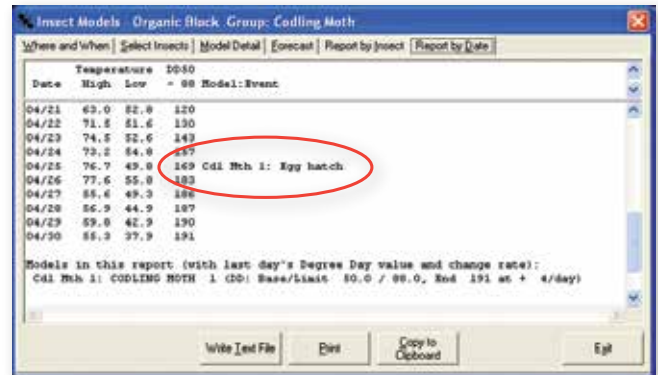 Insect Models Organic Block Group: Codling Moth
Where and When Select Insects Model Detail Forecast Report by Insect Report by Date
Temperature DD50
Date High Low - 88 Model:Event
04/21 63.0 52.8 120
04/22 71.5 51.6 130
04/23 74.5 52.6 143
04/24 73.2 54.8 157
04/25 76.7 49.8 169 Cdl Mth 1: Egg hatch
04/26 77.6 55.8 183
04/27 55.6 49.3 186
04/28 56.9 44.9 187
04/29 59.8 42.9 190
04/30 55.3 37.9 191
Models in this report (with last day's Degree Day value and change rate):
Cdl Mth 1: CODLING MOTH 1 (DD: Base/Limit 50.0 / 88.0, End 191 at + 4/day)
Write Text File Print Copy to Clipboard Exit